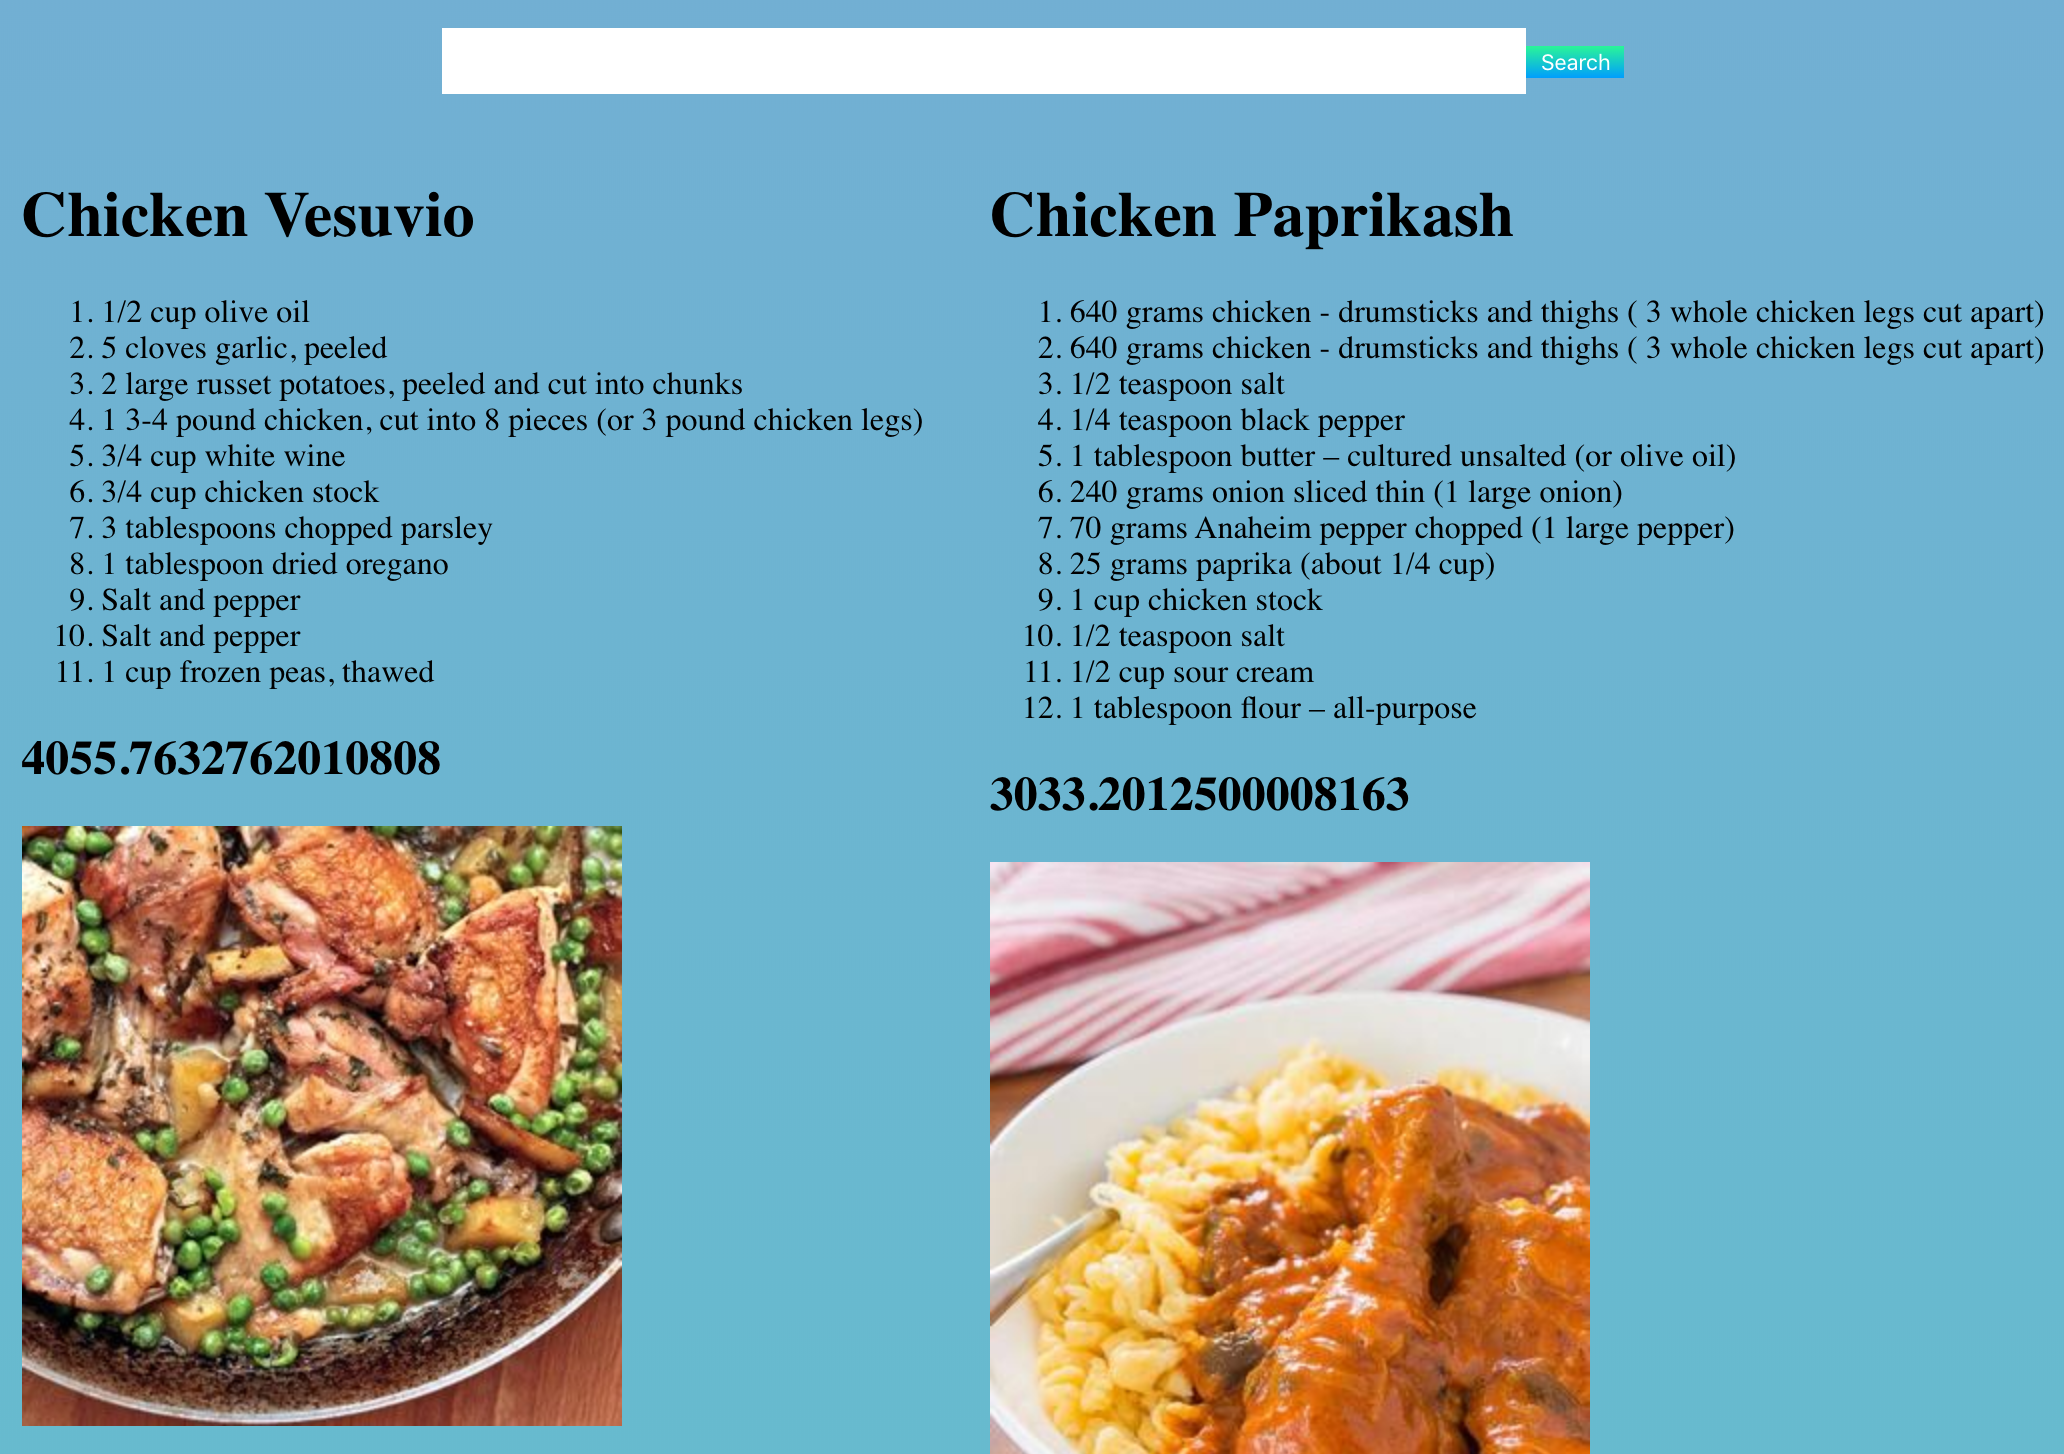 Search
Chicken Vesuvio
1. 1/2 cup olive oil
2. 5 cloves garlic, peeled
3. 2 large russet potatoes, peeled and cut into chunks
4. 1 3-4 pound chicken, cut into 8 pieces (or 3 pound chicken legs)
5. 3/4 cup white wine
6. 3/4 cup chicken stock
7. 3 tablespoons chopped parsley
8. 1 tablespoon dried oregano
9. Salt and pepper
10. Salt and pepper
11. 1 cup frozen peas, thawed
4055.7632762010808
Chicken Paprikash
1. 640 grams chicken - drumsticks and thighs ( 3 whole chicken legs cut apart)
2. 640 grams chicken - drumsticks and thighs ( 3 whole chicken legs cut apart)
3. 1/2 teaspoon salt
4. 1/4 teaspoon black pepper
5. 1 tablespoon butter – cultured unsalted (or olive oil)
6. 240 grams onion sliced thin (1 large onion)
7. 70 grams Anaheim pepper chopped (1 large pepper)
8. 25 grams paprika (about 1/4 cup)
9. 1 cup chicken stock
10. 1/2 teaspoon salt
11. 1/2 cup sour cream
12. 1 tablespoon flour – all-purpose
3033.2012500008163